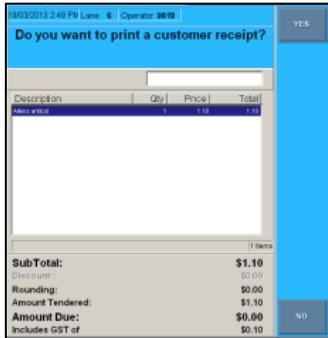 19/03/2013 2:48 PM Lane: 6 Operator 9819
YES
Do you want to print a customer receipt?
Description Qty Price Total
Allens 1 1.10 1.10
1 Items
SubTotal: $1.10
Discount $0.00
Rounding: $0.00
Amount Tendered: $1.10
Amount Due: $0.00
NO
Includes GST of $0.10